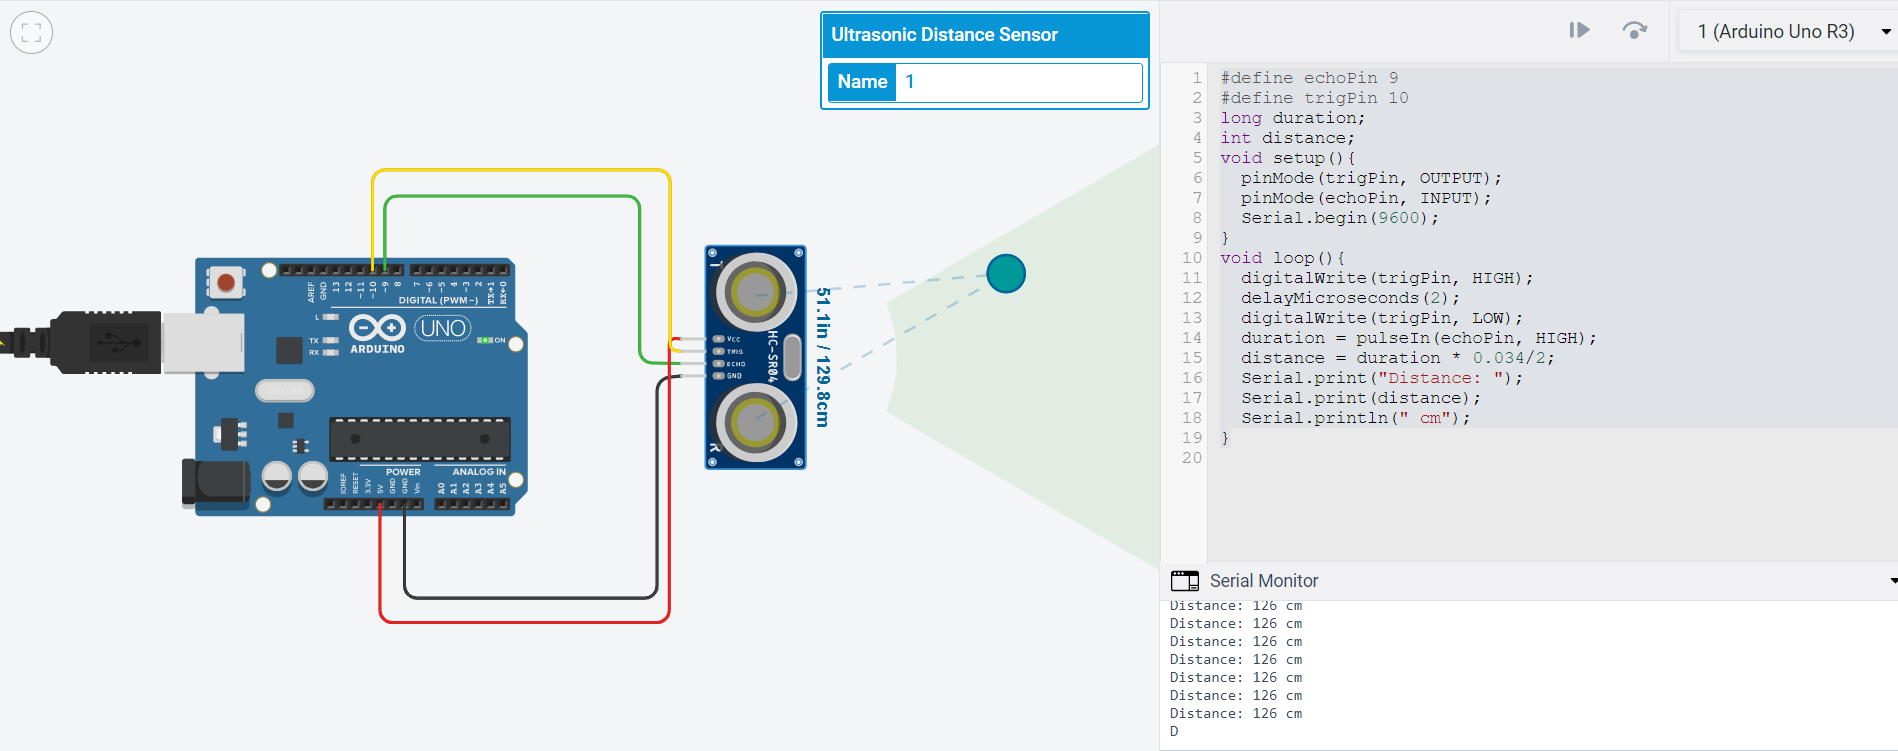 Ultrasonic Distance Sensor
Name 1
1 (Arduino Uno R3)
1 #define echoPin 9
2 #define trigPin 10
3 long duration;
4 int distance;
5 void setup(){
6 pinMode(trigPin, OUTPUT);
7 pinMode(echoPin, INPUT);
8 Serial.begin(9600);
9 }
10 void loop(){
11 digitalWrite(trigPin, HIGH);
12 delayMicroseconds(2);
13 digitalWrite(trigPin, LOW);
14 duration = pulseIn(echoPin, HIGH);
15 distance = duration * 0.034/2;
16 Serial.print("Distance: ");
17 Serial.print(distance);
18 Serial.println(" cm");
19 }
20
AREF GND 13 12 ~11 ~10 ~9 8 7 ~6 ~5 4 ~3 2 TX→1 RX←0
DIGITAL (PWM~)
L
TX
RX
ARDUINO
UNO
ON
POWER
ANALOG IN
IOREF RESET 3.3V 5V GND GND Vin A0 A1 A2 A3 A4 A5
T
Vcc
TRIG
ECHO
GND
HC-SR04
R
51.1in / 129.8cm
Serial Monitor
Distance: 126 cm
Distance: 126 cm
Distance: 126 cm
Distance: 126 cm
Distance: 126 cm
Distance: 126 cm
Distance: 126 cm
D